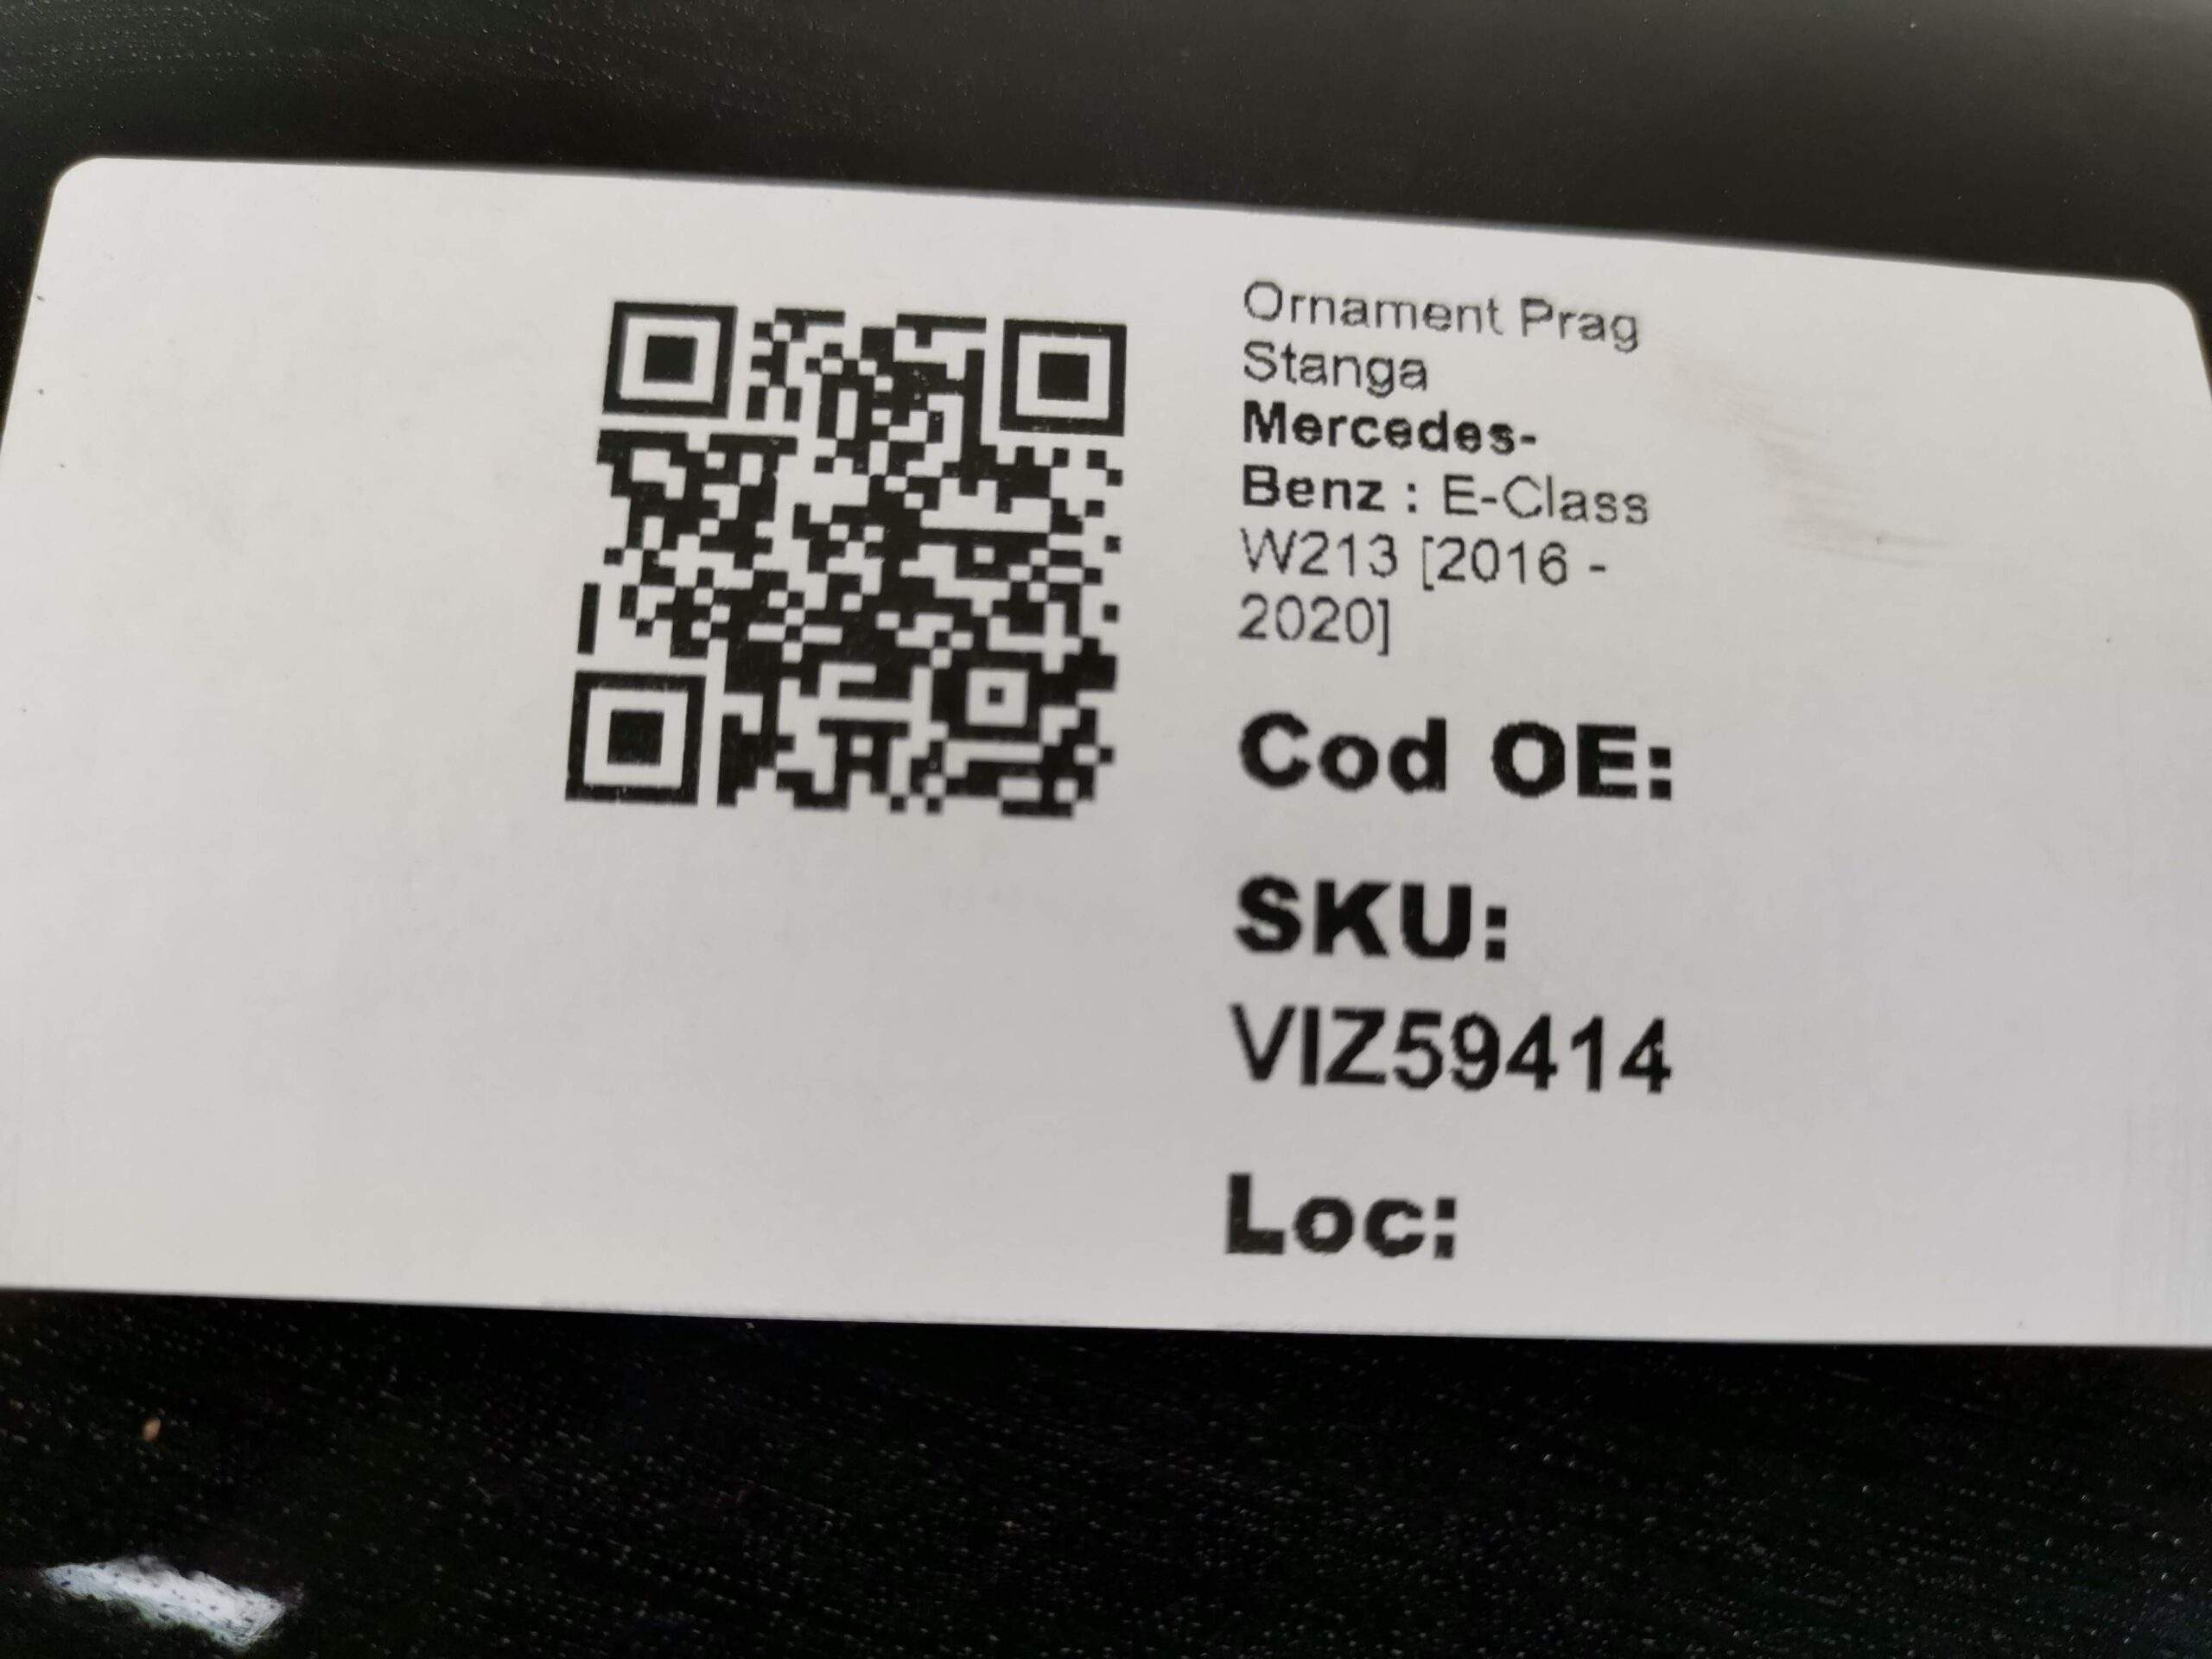 Ornament Prag
Stanga
Mercedes-
Benz : E-Class
W213 [2016 -
2020]
Cod OE:
SKU:
VIZ59414
Loc: